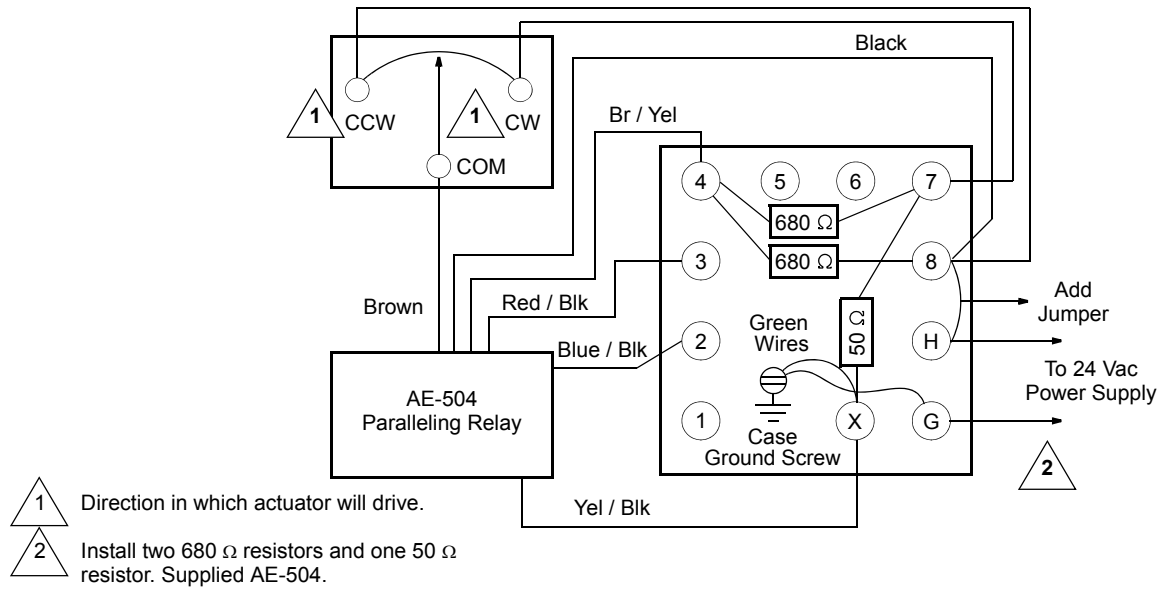 Black
1
CCW
1
CW
COM
Br / Yel
4
5
6
7
680 Ω
680 Ω
3
8
Brown
Red / Blk
Add
Jumper
Green
Wires
50 Ω
2
H
Blue / Blk
To 24 Vac
Power Supply
AE-504
Paralleling Relay
1
X
G
Case
Ground Screw
2
Yel / Blk
1
Direction in which actuator will drive.
2
Install two 680 Ω resistors and one 50 Ω
resistor. Supplied AE-504.